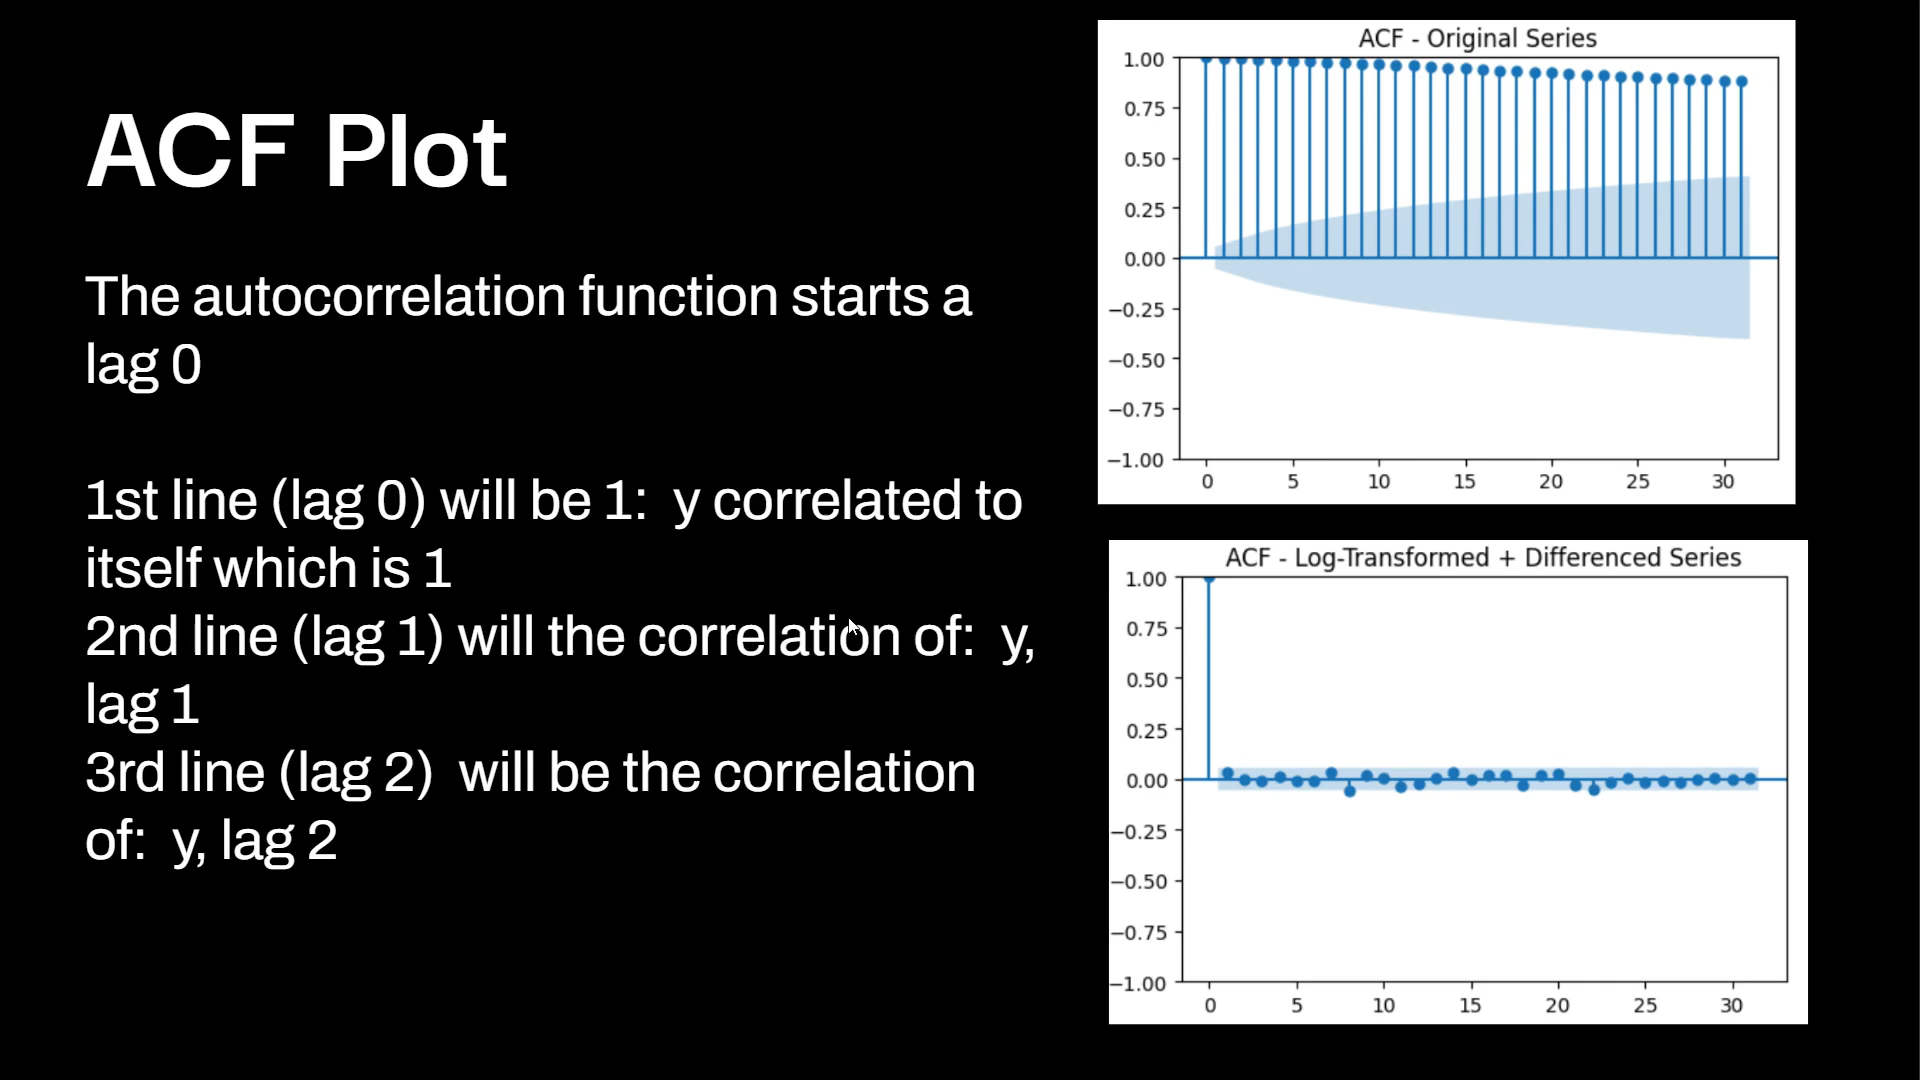 ACF Plot
The autocorrelation function starts a
lag 0
1st line (lag 0) will be 1:  y correlated to
itself which is 1
2nd line (lag 1) will the correlation of:  y,
lag 1
3rd line (lag 2)  will be the correlation
of:  y, lag 2
ACF - Original Series
1.00
0.75
0.50
0.25
0.00
−0.25
−0.50
−0.75
−1.00
0 5 10 15 20 25 30
ACF - Log-Transformed + Differenced Series
1.00
0.75
0.50
0.25
0.00
−0.25
−0.50
−0.75
−1.00
0 5 10 15 20 25 30